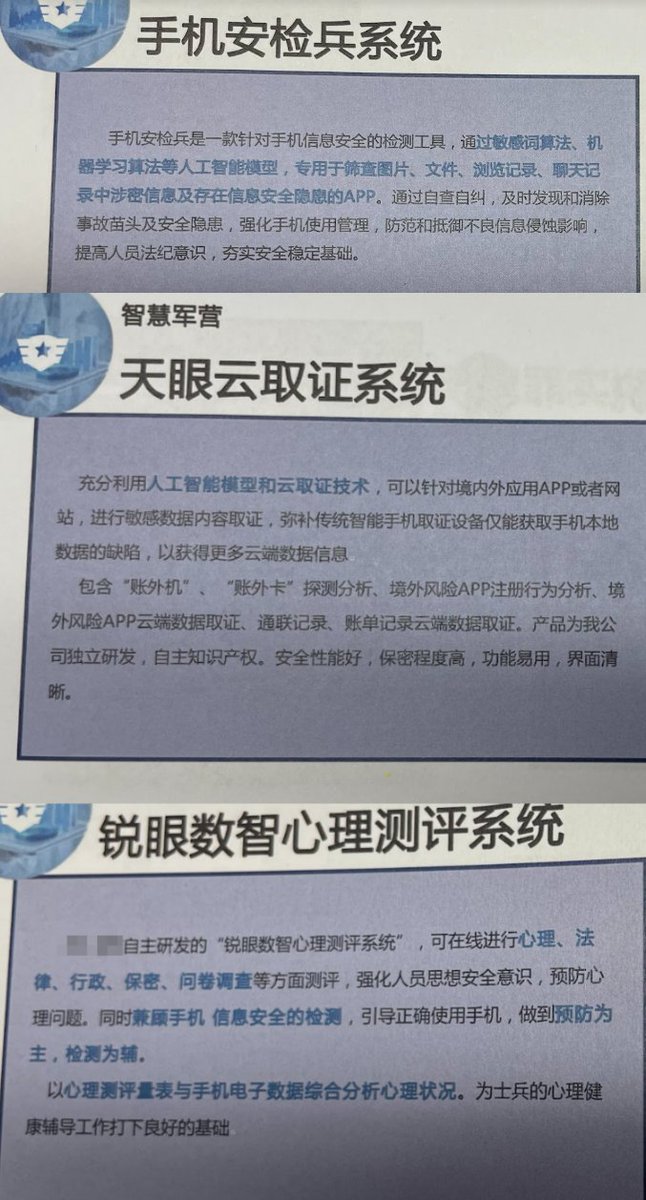 手机安检兵系统
手机安检兵是一款针对手机信息安全的检测工具，通过敏感词算法、机
器学习算法等人工智能模型，专用于筛查图片、文件、浏览记录、聊天记
录中涉密信息及存在信息安全隐患的APP。通过自查自纠，及时发现和消除
事故苗头及安全隐患，强化手机使用管理，防范和抵御不良信息侵蚀影响，
提高人员法纪意识，夯实安全稳定基础。
智慧军营
天眼云取证系统
充分利用人工智能模型和云取证技术，可以针对境内外应用APP或者网
站，进行敏感数据内容取证，弥补传统智能手机取证设备仅能获取手机本地
数据的缺陷，以获得更多云端数据信息
包含“账外机”、“账外卡”探测分析、境外风险APP注册行为分析、境
外风险APP云端数据取证、通联记录、账单记录云端数据取证。产品为我公
司独立研发，自主知识产权。安全性能好，保密程度高，功能易用，界面清
晰。
锐眼数智心理测评系统
自主研发的“锐眼数智心理测评系统”，可在线进行心理、法
律、行政、保密、问卷调查等方面测评，强化人员思想安全意识，预防心
理问题。同时兼顾手机 信息安全的检测，引导正确使用手机，做到预防为
主，检测为辅。
以心理测评量表与手机电子数据综合分析心理状况。为士兵的心理健
康辅导工作打下良好的基础